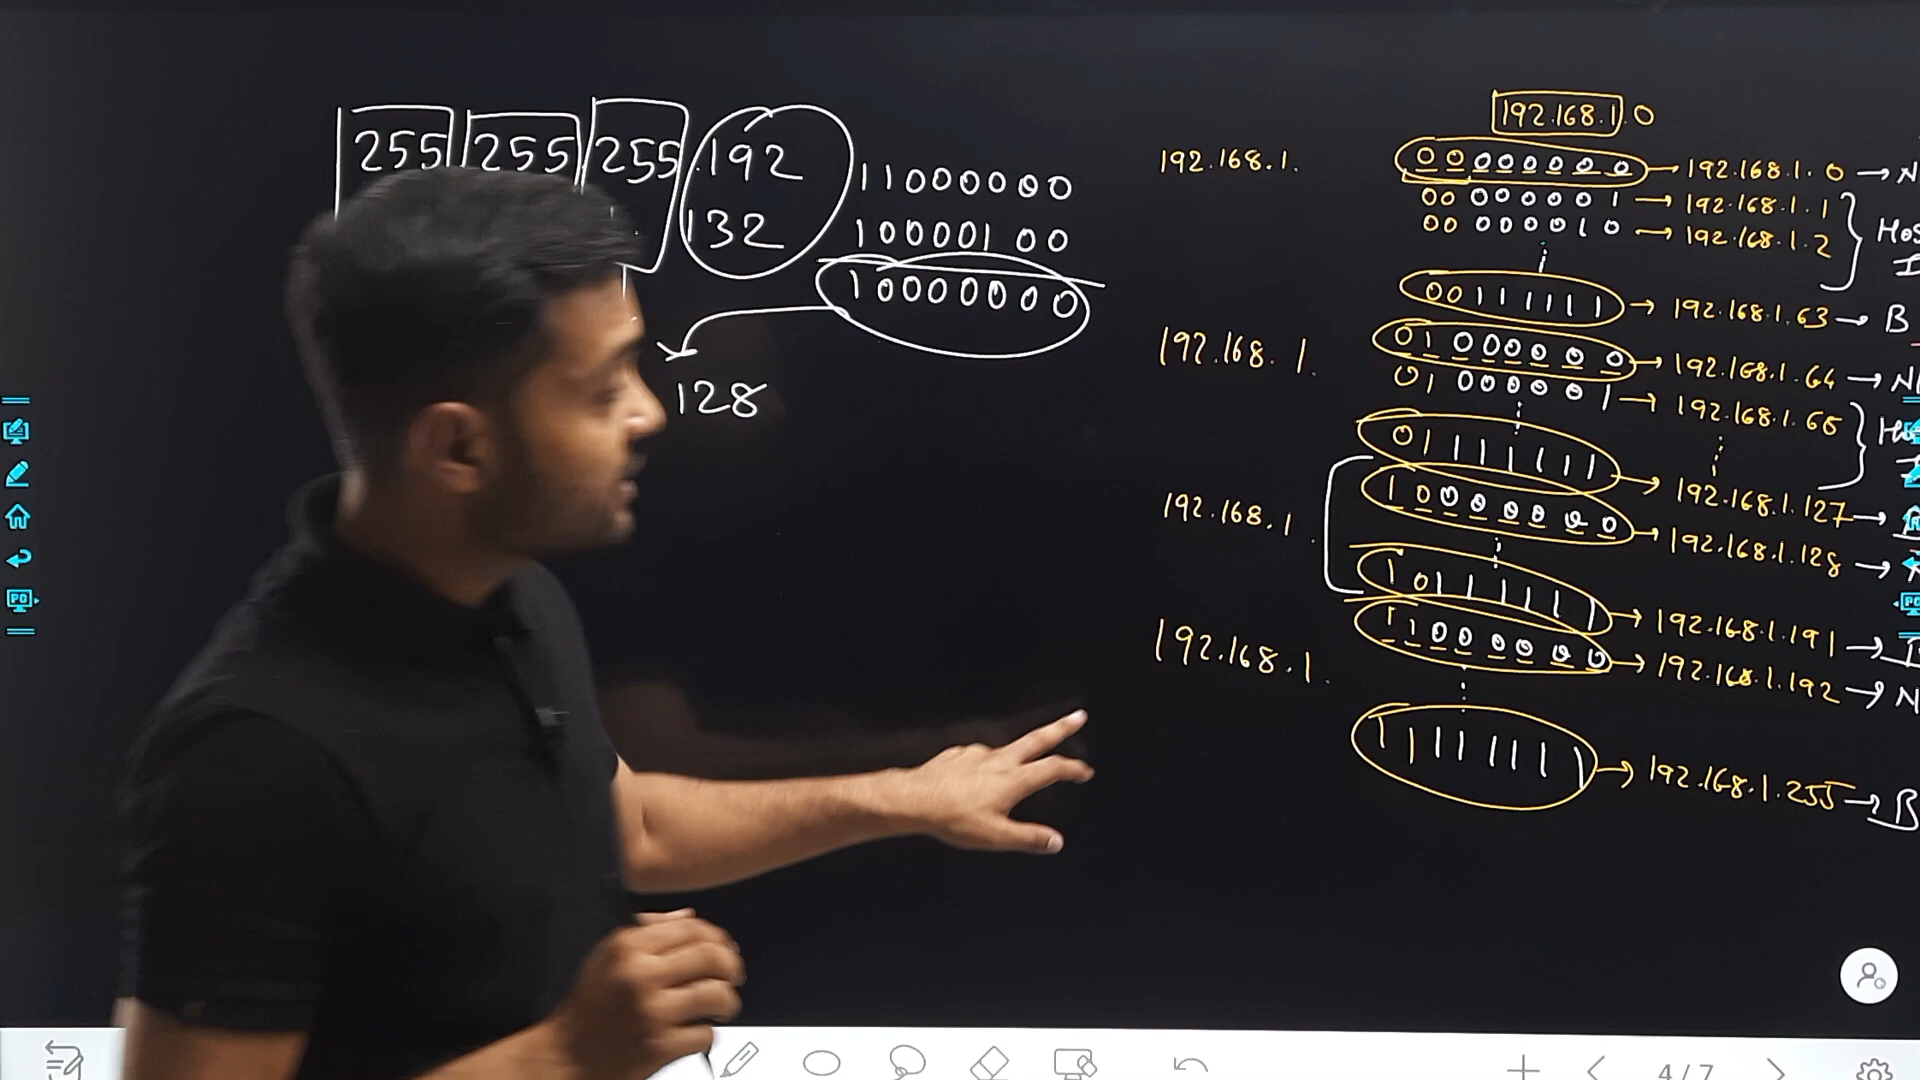 255 255 255 .192
132
11000000
10000100
10000000
128
192.168.1.0
192.168.1. 00000000 → 192.168.1.0 → N
00000001 → 192.168.1.1
00000010 → 192.168.1.2
00111111 → 192.168.1.63 → B
192.168.1. 01000000 → 192.168.1.64 → N
01000001 → 192.168.1.65
01111111 → 192.168.1.127 →
192.168.1. 10000000 → 192.168.1.128 →
10111111 → 192.168.1.191 →
192.168.1. 11000000 → 192.168.1.192 → N
11111111 → 192.168.1.255 → B
4/7